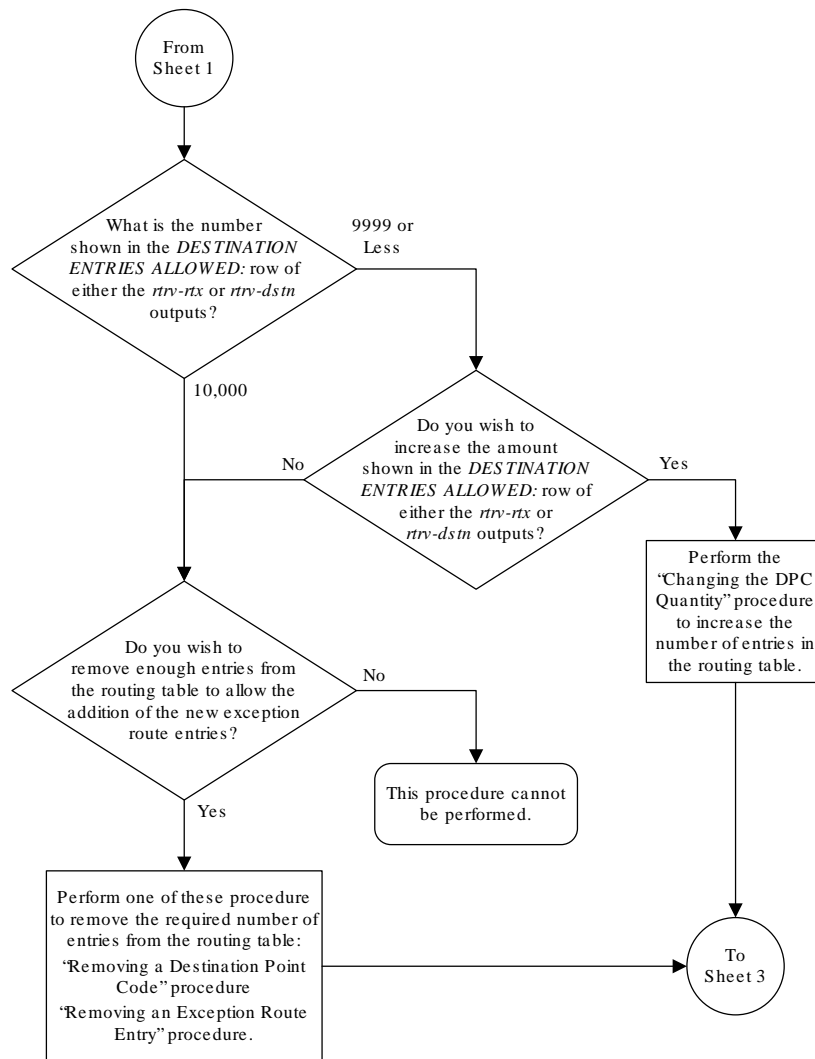 From
Sheet 1
What is the number
shown in the DESTINATION
ENTRIES ALLOWED: row of
either the rtrv-rtx or rtrv-dstn
outputs?
9999 or
Less
10,000
Do you wish to
increase the amount
shown in the DESTINATION
ENTRIES ALLOWED: row of
either the rtrv-rtx or
rtrv-dstn outputs?
No
Yes
Perform the
“Changing the DPC
Quantity” procedure
to increase the
number of entries in
the routing table.
Do you wish to
remove enough entries from
the routing table to allow the
addition of the new exception
route entries?
No
This procedure cannot
be performed.
Yes
Perform one of these procedure
to remove the required number of
entries from the routing table:
“Removing a Destination Point
Code” procedure
“Removing an Exception Route
Entry” procedure.
To
Sheet 3